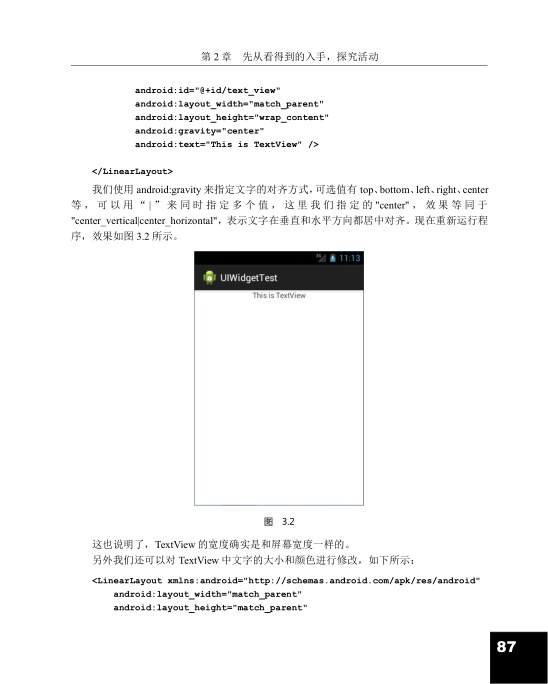 第 2 章 先从看得到的入手，探究活动
android:id="@+id/text_view"
android:layout_width="match_parent"
android:layout_height="wrap_content"
android:gravity="center"
android:text="This is TextView" />
</LinearLayout>
我们使用 android:gravity 来指定文字的对齐方式，可选值有 top、bottom、left、right、center
等，可以用“|”来同时指定多个值，这里我们指定的"center"，效果等同于
"center_vertical|center_horizontal"，表示文字在垂直和水平方向都居中对齐。现在重新运行程
序，效果如图 3.2 所示。
11:13
UIWidgetTest
This is TextView
图 3.2
这也说明了，TextView 的宽度确实是和屏幕宽度一样的。
另外我们还可以对 TextView 中文字的大小和颜色进行修改，如下所示：
<LinearLayout xmlns:android="http://schemas.android.com/apk/res/android"
android:layout_width="match_parent"
android:layout_height="match_parent"
87